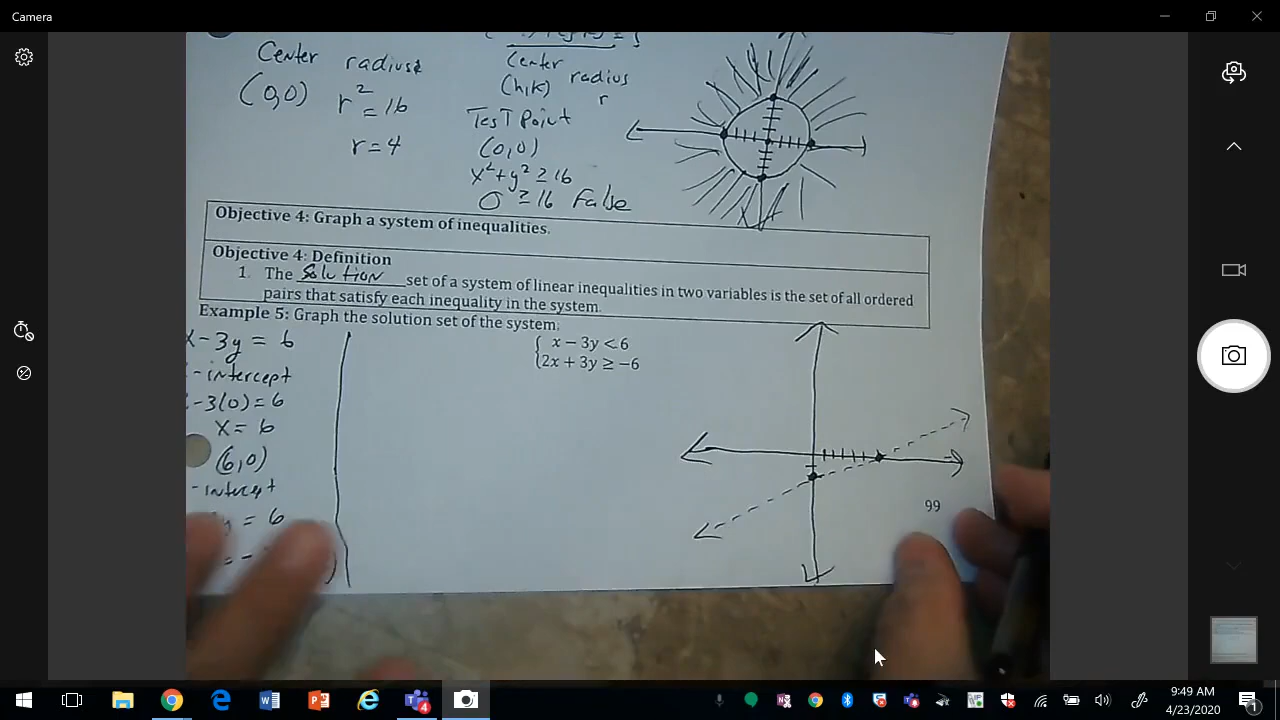 Camera
Center radius
(0,0) r² = 16
r = 4
Center
(h,k) radius
r
Test Point
(0,0)
x²+y² ≥ 16
0 ≥ 16 False
Objective 4: Graph a system of inequalities.
Objective 4: Definition
1. The Solution set of a system of linear inequalities in two variables is the set of all ordered
pairs that satisfy each inequality in the system.
Example 5: Graph the solution set of the system.
x − 3y < 6
2x + 3y ≥ −6
x - 3y = 6
-intercept
-3(0) = 6
x = 6
(6,0)
-intercept
y = 6
= -
99
4
9:49 AM
4/23/2020
1